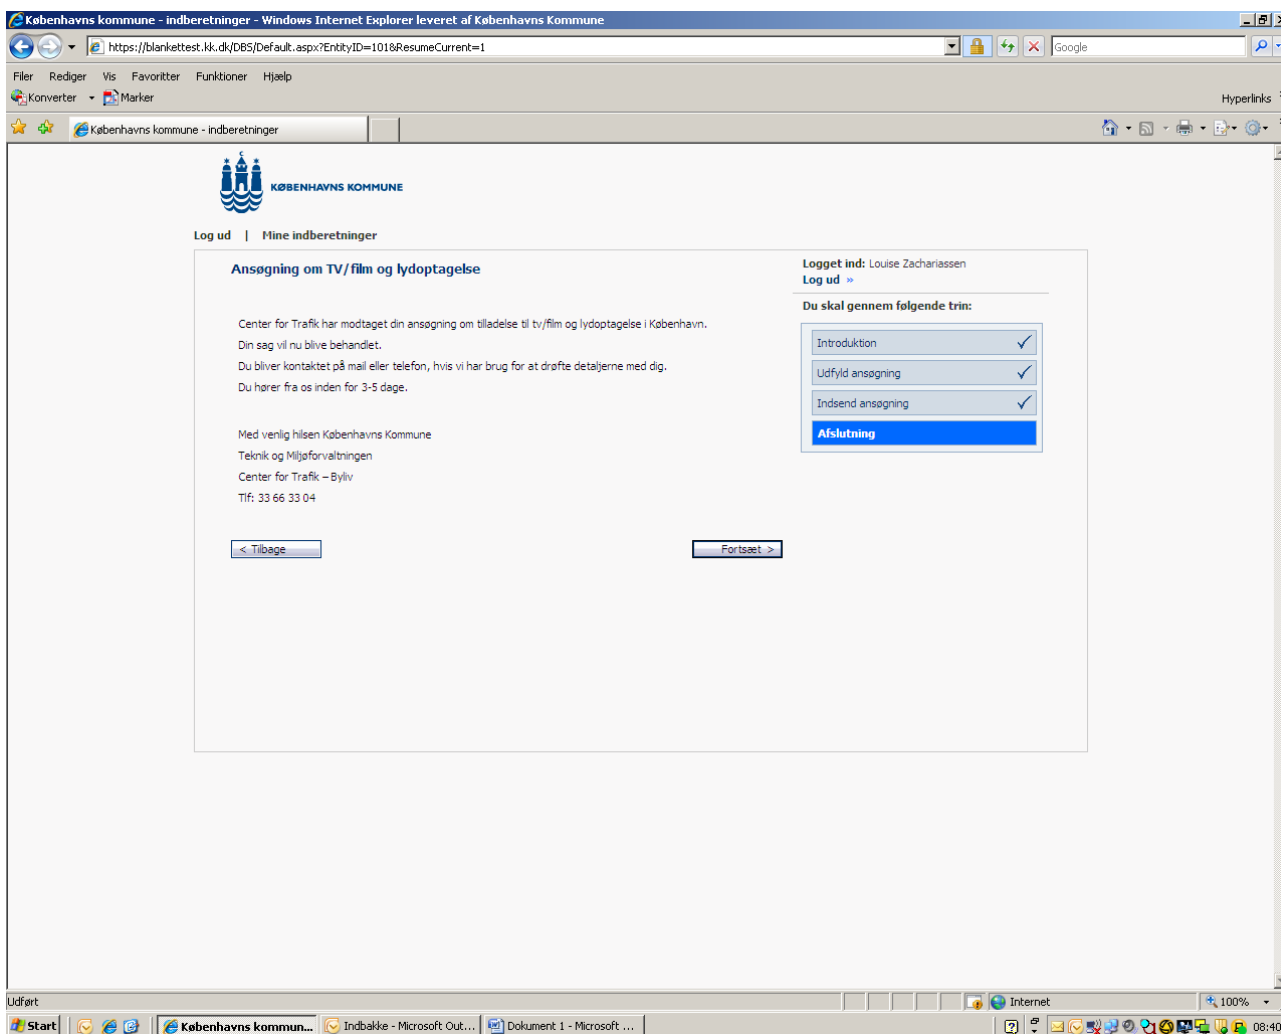 Københavns kommune - indberetninger - Windows Internet Explorer leveret af Københavns Kommune
https://blankettest.kk.dk/DBS/Default.aspx?EntityID=101&ResumeCurrent=1
Google
Filer Rediger Vis Favoritter Funktioner Hjælp
Konverter Marker
Hyperlinks
Københavns kommune - indberetninger
KØBENHAVNS KOMMUNE
Log ud | Mine indberetninger
Ansøgning om TV/film og lydoptagelse
Center for Trafik har modtaget din ansøgning om tilladelse til tv/film og lydoptagelse i København.
Din sag vil nu blive behandlet.
Du bliver kontaktet på mail eller telefon, hvis vi har brug for at drøfte detaljerne med dig.
Du hører fra os inden for 3-5 dage.
Med venlig hilsen Københavns Kommune
Teknik og Miljøforvaltningen
Center for Trafik – Byliv
Tlf: 33 66 33 04
< Tilbage
Fortsæt >
Logget ind: Louise Zachariassen
Log ud »
Du skal gennem følgende trin:
Introduktion
Udfyld ansøgning
Indsend ansøgning
Afslutning
Udført
Internet
100%
Start
Københavns kommun...
Indbakke - Microsoft Out...
Dokument 1 - Microsoft ...
08:40